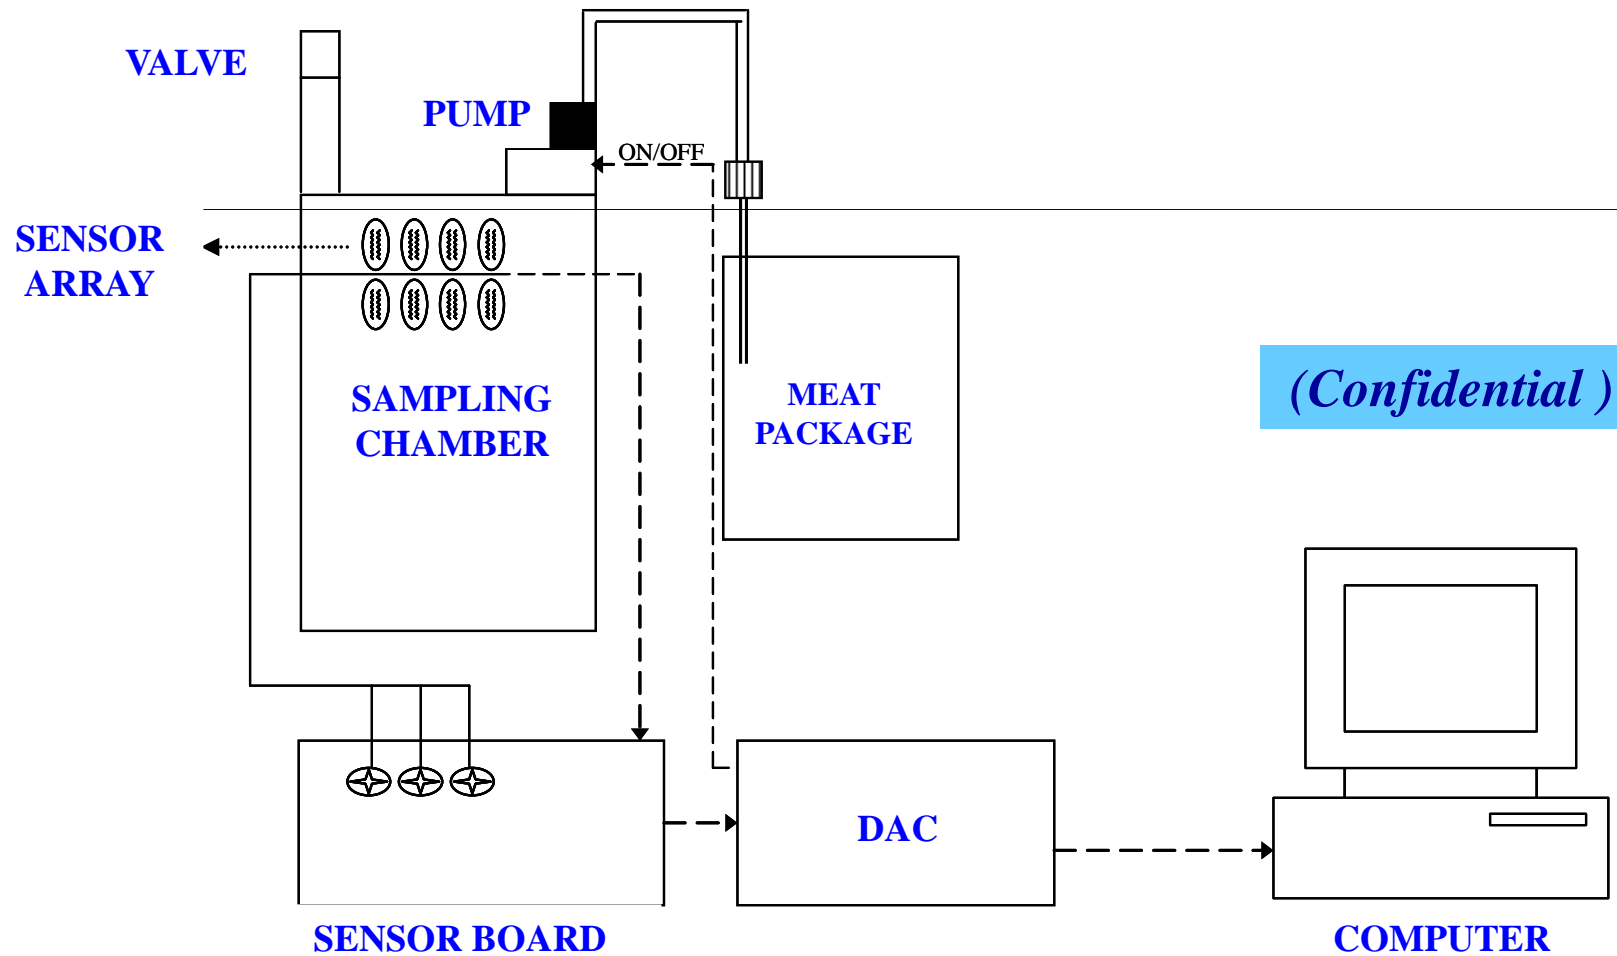 VALVE
PUMP
ON/OFF
SENSOR
ARRAY
SAMPLING
CHAMBER
MEAT
PACKAGE
(Confidential )
DAC
SENSOR BOARD
COMPUTER